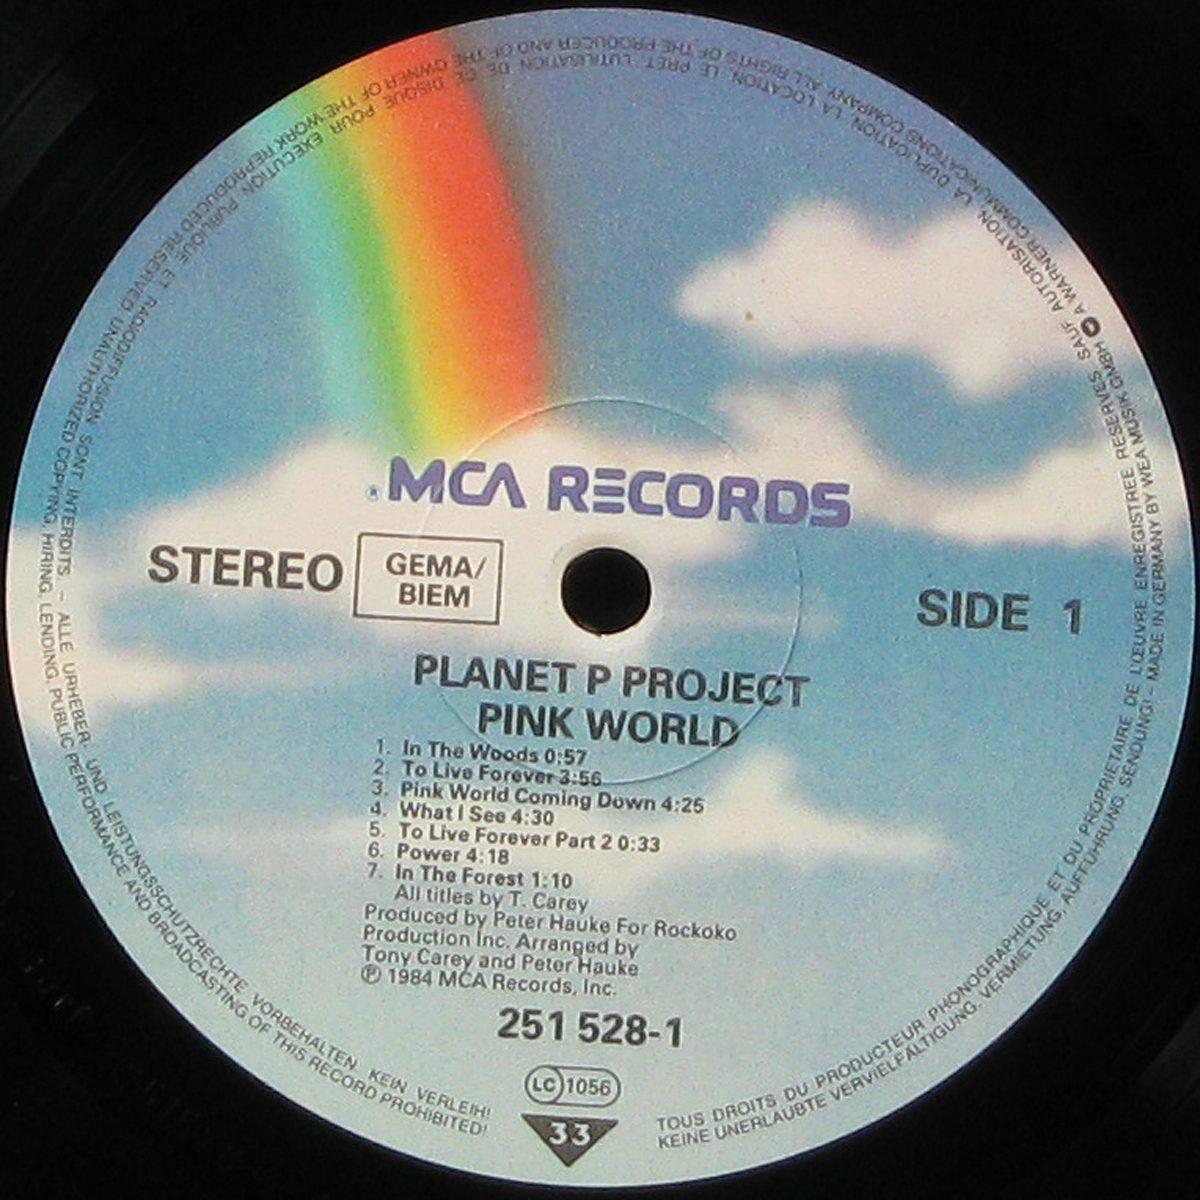 ® MCA RECORDS
STEREO
GEMA/
BIEM
SIDE 1
PLANET P PROJECT
PINK WORLD
1. In The Woods 0:57
2. To Live Forever 3:56
3. Pink World Coming Down 4:25
4. What I See 4:30
5. To Live Forever Part 2 0:33
6. Power 4:18
7. In The Forest 1:10
All titles by T. Carey
Produced by Peter Hauke For Rockoko
Production Inc. Arranged by
Tony Carey and Peter Hauke
℗ 1984 MCA Records, Inc.
251 528-1
LC 1056
33
TOUS DROITS DU PRODUCTEUR PHONOGRAPHIQUE ET DU PROPRIETAIRE DE L'ŒUVRE ENREGISTREE RESERVES. SAUF AUTORISATION, LA DUPLICATION, LA LOCATION, LE PRET, L'UTILISATION DE CE DISQUE POUR EXECUTION PUBLIQUE ET RADIODIFFUSION SONT INTERDITS. – ALLE URHEBER- UND LEISTUNGSSCHUTZRECHTE VORBEHALTEN. KEIN VERLEIH!
KEINE UNERLAUBTE VERVIELFÄLTIGUNG, VERMIETUNG, AUFFÜHRUNG, SENDUNG! – MADE IN GERMANY BY WEA MUSIK GMBH A WARNER COMMUNICATIONS COMPANY ALL RIGHTS OF THE PRODUCER AND OF THE OWNER OF THE WORK REPRODUCED RESERVED UNAUTHORIZED COPYING, HIRING, LENDING, PUBLIC PERFORMANCE AND BROADCASTING OF THIS RECORD PROHIBITED!